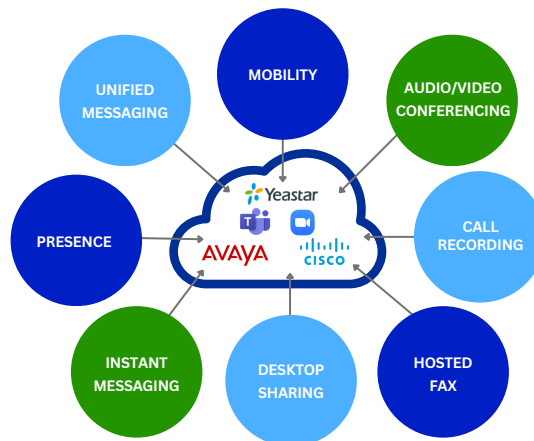 MOBILITY
UNIFIED
MESSAGING
AUDIO/VIDEO
CONFERENCING
Yeastar
T
PRESENCE
AVAYA
CISCO
CALL
RECORDING
INSTANT
MESSAGING
DESKTOP
SHARING
HOSTED
FAX